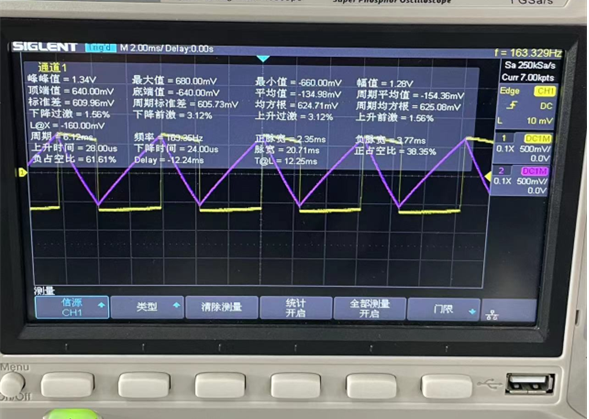 Super Phosphor Oscilloscope
1 GSa/s
SIGLENT Trig'd M 2.00ms/ Delay:0.00s f = 163.329Hz
Sa 250kSa/s
Curr 7.00kpts
通道1
峰峰值 = 1.34V 最大值 = 680.00mV 最小值 = -660.00mV 幅值 = 1.28V
顶端值 = 640.00mV 底端值 = -640.00mV 平均值 = -134.98mV 周期平均值 = -154.36mV
标准差 = 609.96mV 周期标准差 = 605.73mV 均方根 = 624.71mV 周期均方根 = 625.08mV
下降过激 = 1.56% 下降前激 = 3.12% 上升过激 = 3.12% 上升前激 = 1.56%
L@X = -160.00mV
周期 = 6.12ms 频率 = 163.35Hz 正脉宽 = 2.35ms 负脉宽 = 3.77ms
上升时间 = 28.00us 下降时间 = 24.00us 脉宽 = 20.71ms 正占空比 = 38.35%
负占空比 = 61.61% Delay = -12.24ms T@L = 12.25ms
Edge CH1
DC
L 10 mV
1 DC1M
0.1X 500mV/
0.0V
2 DC1M
0.1X 500mV/
0.0V
测量
信源
CH1
类型
清除测量
统计
开启
全部测量
开启
门限
Menu
On/Off